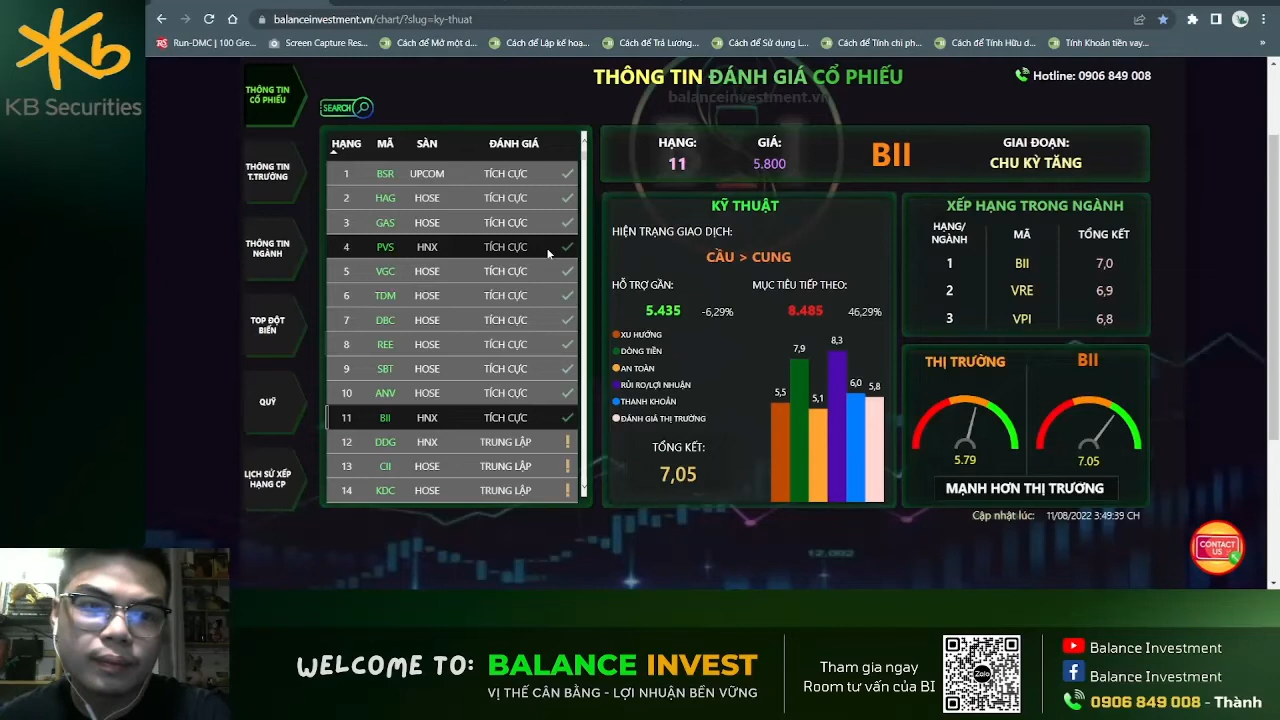 Kb
KB Securities
balanceinvestment.vn/chart/?slug=ky-thuat
Run-DMC | 100 Gre...
Screen Capture Res...
Cách để Mở một d...
Cách để Lập kế hoạ...
Cách để Trả Lương...
Cách để Sử dụng L...
Cách để Tính chi ph...
Cách để Tính Hữu d...
Tính Khoản tiền vay...
THÔNG TIN ĐÁNH GIÁ CỔ PHIẾU
Hotline: 0906 849 008
balanceinvestment.vn
THÔNG TIN
CỔ PHIẾU
THÔNG TIN
T.TRƯỜNG
THÔNG TIN
NGÀNH
TOP ĐỘT
BIẾN
QUỸ
LỊCH SỬ XẾP
HẠNG CP
SEARCH
HẠNG MÃ SÀN ĐÁNH GIÁ
1 BSR UPCOM TÍCH CỰC
2 HAG HOSE TÍCH CỰC
3 GAS HOSE TÍCH CỰC
4 PVS HNX TÍCH CỰC
5 VGC HOSE TÍCH CỰC
6 TDM HOSE TÍCH CỰC
7 DBC HOSE TÍCH CỰC
8 REE HOSE TÍCH CỰC
9 SBT HOSE TÍCH CỰC
10 ANV HOSE TÍCH CỰC
11 BII HNX TÍCH CỰC
12 DDG HNX TRUNG LẬP !
13 CII HOSE TRUNG LẬP !
14 KDC HOSE TRUNG LẬP !
HẠNG: GIÁ: BII GIAI ĐOẠN:
11 5.800 CHU KỲ TĂNG
KỸ THUẬT
HIỆN TRẠNG GIAO DỊCH:
CẦU > CUNG
HỖ TRỢ GẦN: MỤC TIÊU TIẾP THEO:
5.435 -6,29% 8.485 46,29%
XU HƯỚNG
DÒNG TIỀN
AN TOÀN
RỦI RO/LỢI NHUẬN
THANH KHOẢN
ĐÁNH GIÁ THỊ TRƯỜNG
TỔNG KẾT:
7,05
5,5
7,9
5,1
8,3
6,0
5,8
XẾP HẠNG TRONG NGÀNH
HẠNG/
NGÀNH MÃ TỔNG KẾT
1 BII 7,0
2 VRE 6,9
3 VPI 6,8
THỊ TRƯỜNG BII
5.79 7.05
MẠNH HƠN THỊ TRƯỜNG
Cập nhật lúc: 11/08/2022 3:49:39 CH
12.002
CONTACT
US
WELCOME TO: BALANCE INVEST
VỊ THẾ CÂN BẰNG - LỢI NHUẬN BỀN VỮNG
Tham gia ngay
Room tư vấn của BI
Zalo
Balance Investment
Balance Investment
0906 849 008 - Thành